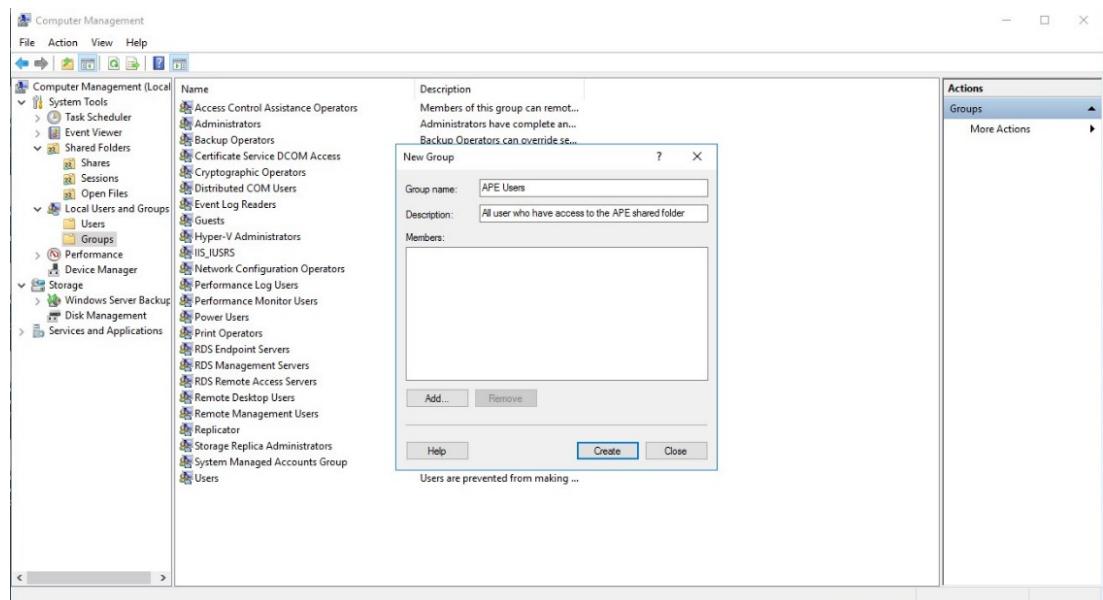 Computer Management
File Action View Help
Computer Management (Local
System Tools
Task Scheduler
Event Viewer
Shared Folders
Shares
Sessions
Open Files
Local Users and Groups
Users
Groups
Performance
Device Manager
Storage
Windows Server Backup
Disk Management
Services and Applications
Name Description
Access Control Assistance Operators Members of this group can remot...
Administrators Administrators have complete an...
Backup Operators Backup Operators can override se...
Certificate Service DCOM Access
Cryptographic Operators
Distributed COM Users
Event Log Readers
Guests
Hyper-V Administrators
IIS_IUSRS
Network Configuration Operators
Performance Log Users
Performance Monitor Users
Power Users
Print Operators
RDS Endpoint Servers
RDS Management Servers
RDS Remote Access Servers
Remote Desktop Users
Remote Management Users
Replicator
Storage Replica Administrators
System Managed Accounts Group
Users Users are prevented from making ...
New Group ? X
Group name: APE Users
Description: All user who have access to the APE shared folder
Members:
Add... Remove
Help Create Close
Actions
Groups
More Actions